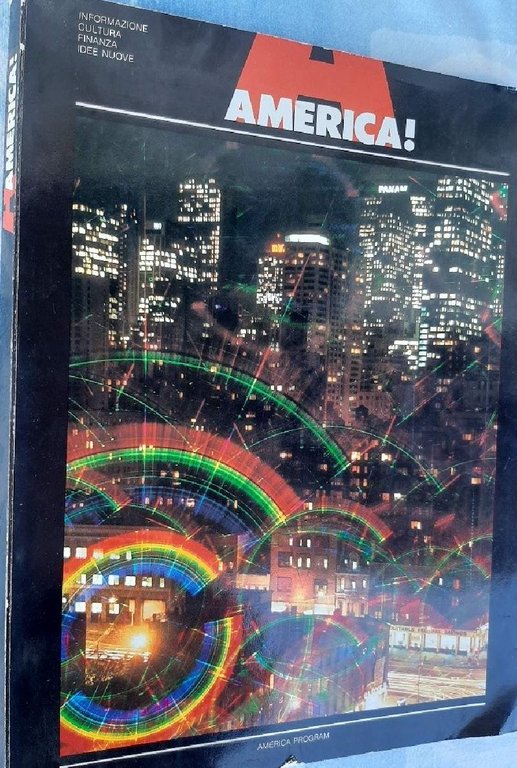 INFORMAZIONE
CULTURA
FINANZA
IDEE NUOVE
A
AMERICA!
AMERICA!
PANAM
AMERICA PROGRAM